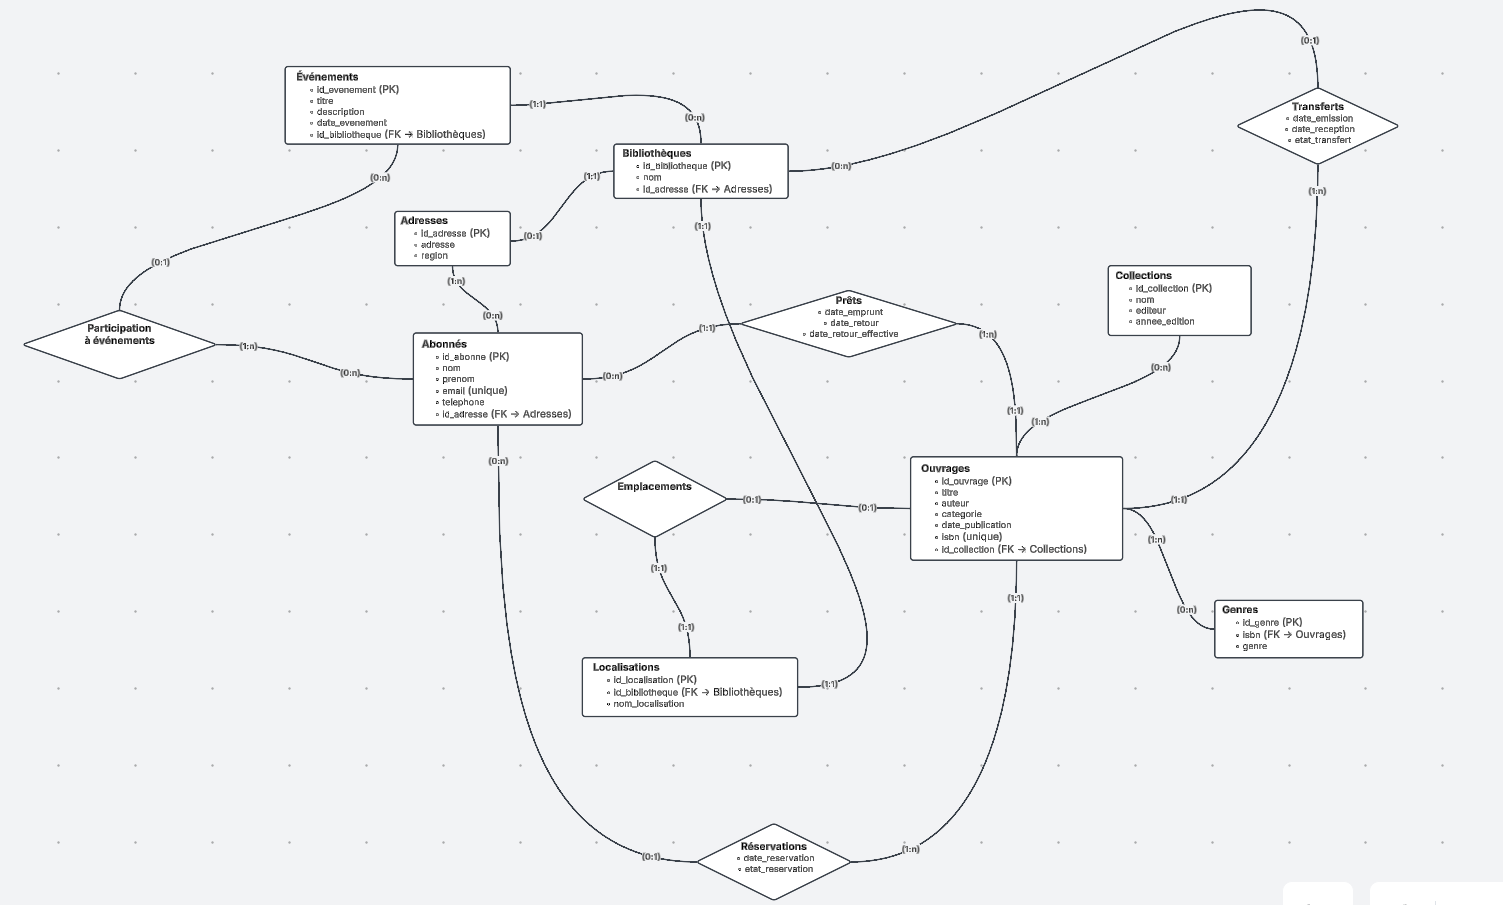 Événements
id_evenement (PK)
titre
description
date_evenement
id_bibliotheque (FK → Bibliothèques)
(1:1)
(0:n)
(0:n)
(0:1)
Bibliothèques
id_bibliotheque (PK)
nom
id_adresse (FK → Adresses)
(0:n)
(0:1)
(1:1)
(0:1)
(1:1)
Transferts
date_emission
date_reception
etat_transfert
(1:n)
(1:1)
Adresses
id_adresse (PK)
adresse
region
(1:n)
(0:n)
Participation
à événements
(1:n)
(0:n)
Abonnés
id_abonne (PK)
nom
prenom
email (unique)
telephone
id_adresse (FK → Adresses)
(0:n)
(1:1)
Prêts
date_emprunt
date_retour
date_retour_effective
(1:n)
(1:1)
Collections
id_collection (PK)
nom
editeur
annee_edition
(0:n)
(1:n)
Ouvrages
id_ouvrage (PK)
titre
auteur
categorie
date_publication
isbn (unique)
id_collection (FK → Collections)
Emplacements
(0:1)
(0:1)
(1:1)
(1:1)
Localisations
id_localisation (PK)
id_bibliotheque (FK → Bibliothèques)
nom_localisation
(1:1)
(1:n)
(0:n)
Genres
id_genre (PK)
isbn (FK → Ouvrages)
genre
(0:n)
(0:1)
(1:1)
(1:n)
Réservations
date_reservation
etat_reservation